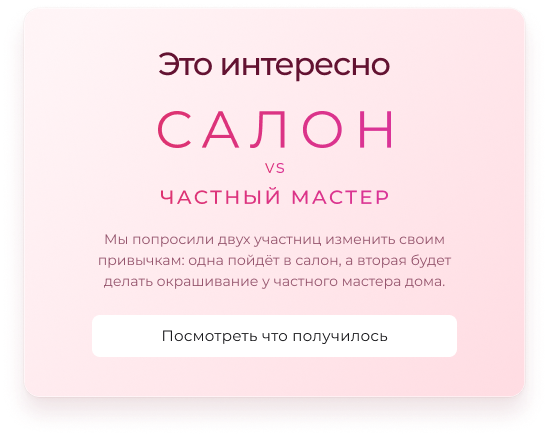 Это интересно
САЛОН
VS
ЧАСТНЫЙ МАСТЕР
Мы попросили двух участниц изменить своим
привычкам: одна пойдёт в салон, а вторая будет
делать окрашивание у частного мастера дома.
Посмотреть что получилось